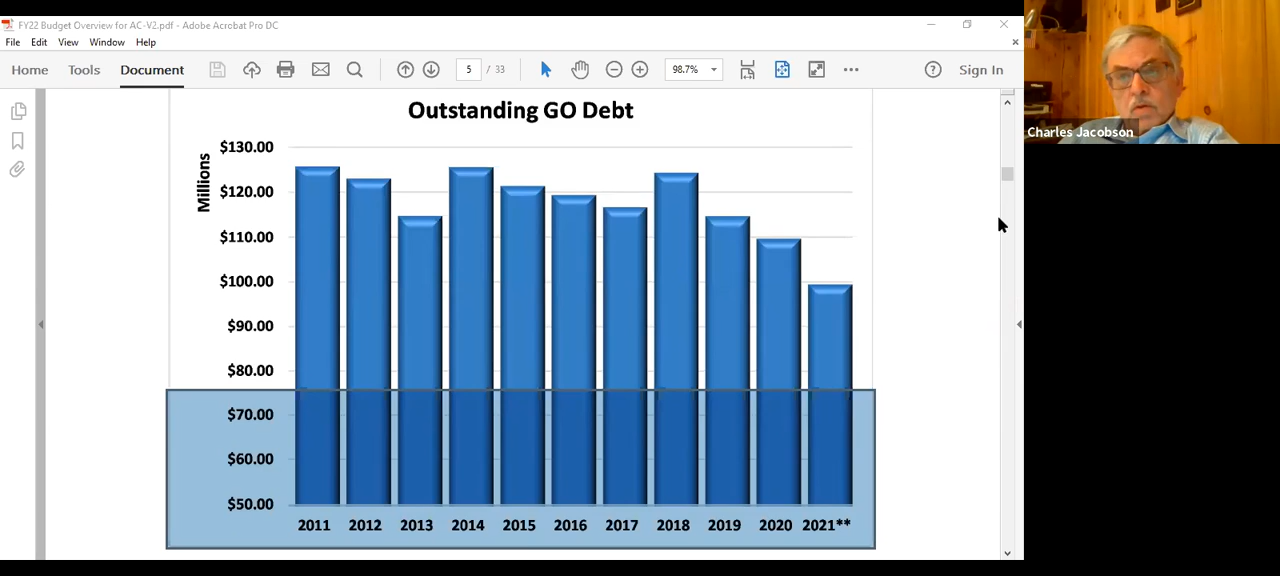 FY22 Budget Overview for AC-V2.pdf - Adobe Acrobat Pro DC
File Edit View Window Help
Home Tools Document 5 / 33 98.7% Sign In
Outstanding GO Debt
Millions
$130.00
$120.00
$110.00
$100.00
$90.00
$80.00
$70.00
$60.00
$50.00
2011 2012 2013 2014 2015 2016 2017 2018 2019 2020 2021**
Charles Jacobson